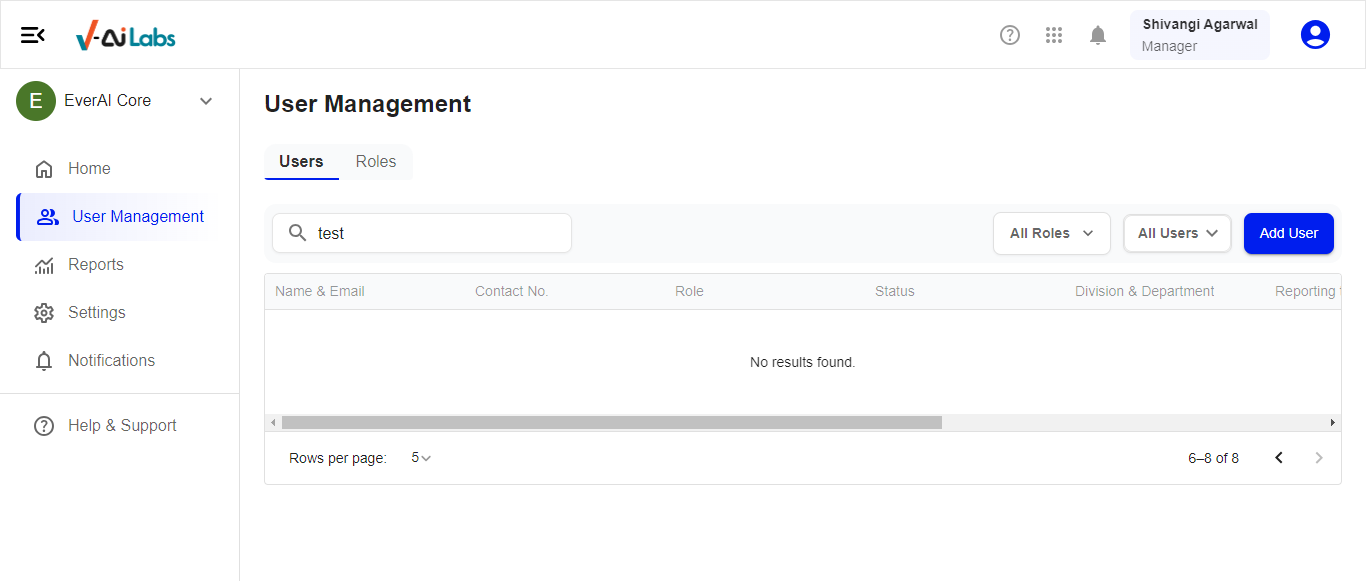 V-Ai Labs
Shivangi Agarwal
Manager
E
EverAI Core
Home
User Management
Reports
Settings
Notifications
Help & Support
User Management
Users Roles
test
All Roles
All Users
Add User
Name & Email Contact No. Role Status Division & Department Reporting
No results found.
Rows per page: 5
6–8 of 8